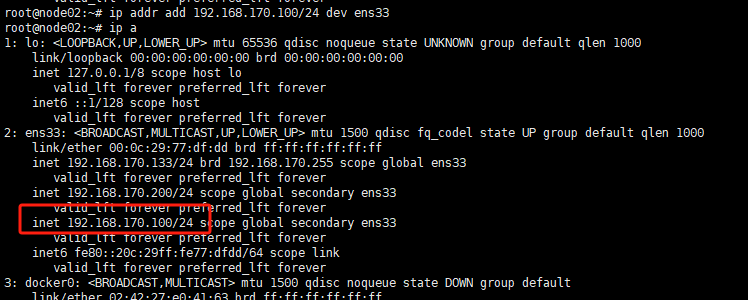 valid_lft forever preferred_lft forever
root@node02:~# ip addr add 192.168.170.100/24 dev ens33
root@node02:~# ip a
1: lo: <LOOPBACK,UP,LOWER_UP> mtu 65536 qdisc noqueue state UNKNOWN group default qlen 1000
link/loopback 00:00:00:00:00:00 brd 00:00:00:00:00:00
inet 127.0.0.1/8 scope host lo
valid_lft forever preferred_lft forever
inet6 ::1/128 scope host
valid_lft forever preferred_lft forever
2: ens33: <BROADCAST,MULTICAST,UP,LOWER_UP> mtu 1500 qdisc fq_codel state UP group default qlen 1000
link/ether 00:0c:29:77:df:dd brd ff:ff:ff:ff:ff:ff
inet 192.168.170.133/24 brd 192.168.170.255 scope global ens33
valid_lft forever preferred_lft forever
inet 192.168.170.200/24 scope global secondary ens33
valid_lft forever preferred_lft forever
inet 192.168.170.100/24 scope global secondary ens33
valid_lft forever preferred_lft forever
inet6 fe80::20c:29ff:fe77:dfdd/64 scope link
valid_lft forever preferred_lft forever
3: docker0: <BROADCAST,MULTICAST> mtu 1500 qdisc noqueue state DOWN group default
link/ether 02:42:27:e0:41:63 brd ff:ff:ff:ff:ff:ff